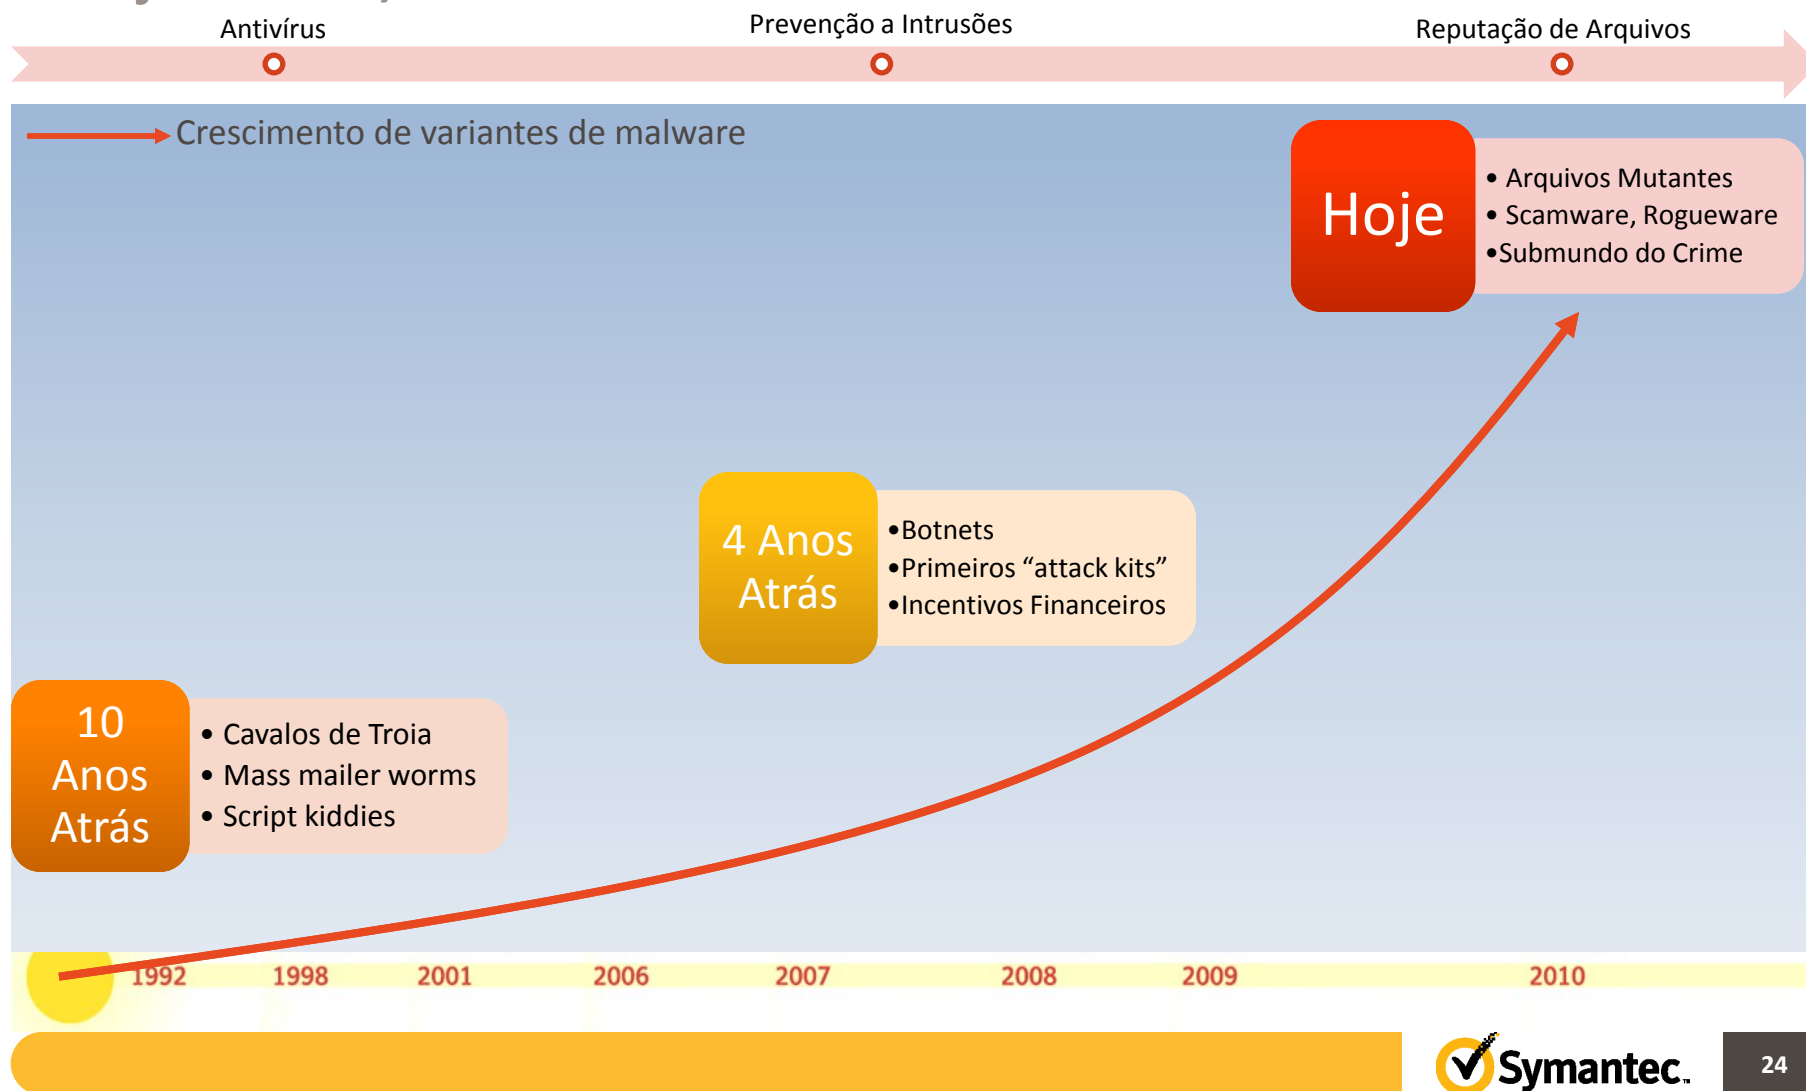 Antivírus
Prevenção a Intrusões
Reputação de Arquivos
Crescimento de variantes de malware
Hoje
• Arquivos Mutantes
• Scamware, Rogueware
•Submundo do Crime
4 Anos
Atrás
•Botnets
•Primeiros “attack kits”
•Incentivos Financeiros
10
Anos
Atrás
• Cavalos de Troia
• Mass mailer worms
• Script kiddies
1992 1998 2001 2006 2007 2008 2009 2010
Symantec™
24